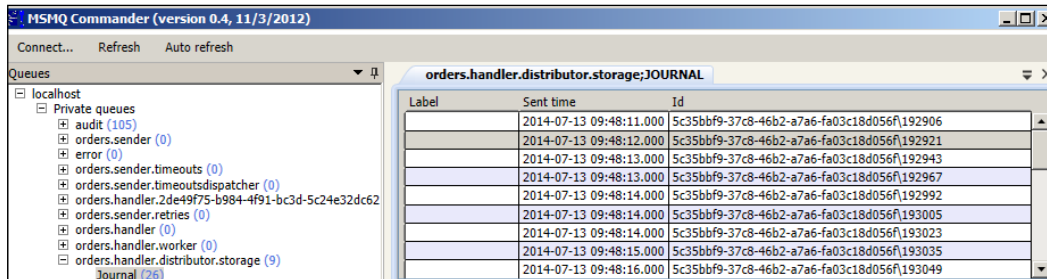 MSMQ Commander (version 0.4, 11/3/2012)
Connect... Refresh Auto refresh
Queues
localhost
Private queues
audit (105)
orders.sender (0)
error (0)
orders.sender.timeouts (0)
orders.sender.timeoutsdispatcher (0)
orders.handler.2de49f75-b984-4f91-bc3d-5c24e32dc62
orders.sender.retries (0)
orders.handler (0)
orders.handler.worker (0)
orders.handler.distributor.storage (9)
Journal (26)
orders.handler.distributor.storage;JOURNAL
Label Sent time Id
2014-07-13 09:48:11.000 5c35bbf9-37c8-46b2-a7a6-fa03c18d056f\192906
2014-07-13 09:48:12.000 5c35bbf9-37c8-46b2-a7a6-fa03c18d056f\192921
2014-07-13 09:48:13.000 5c35bbf9-37c8-46b2-a7a6-fa03c18d056f\192943
2014-07-13 09:48:13.000 5c35bbf9-37c8-46b2-a7a6-fa03c18d056f\192967
2014-07-13 09:48:14.000 5c35bbf9-37c8-46b2-a7a6-fa03c18d056f\192992
2014-07-13 09:48:14.000 5c35bbf9-37c8-46b2-a7a6-fa03c18d056f\193005
2014-07-13 09:48:14.000 5c35bbf9-37c8-46b2-a7a6-fa03c18d056f\193023
2014-07-13 09:48:15.000 5c35bbf9-37c8-46b2-a7a6-fa03c18d056f\193035
2014-07-13 09:48:16.000 5c35bbf9-37c8-46b2-a7a6-fa03c18d056f\193049